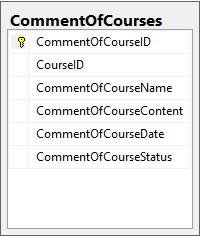 CommentOfCourses
CommentOfCourseID
CourseID
CommentOfCourseName
CommentOfCourseContent
CommentOfCourseDate
CommentOfCourseStatus